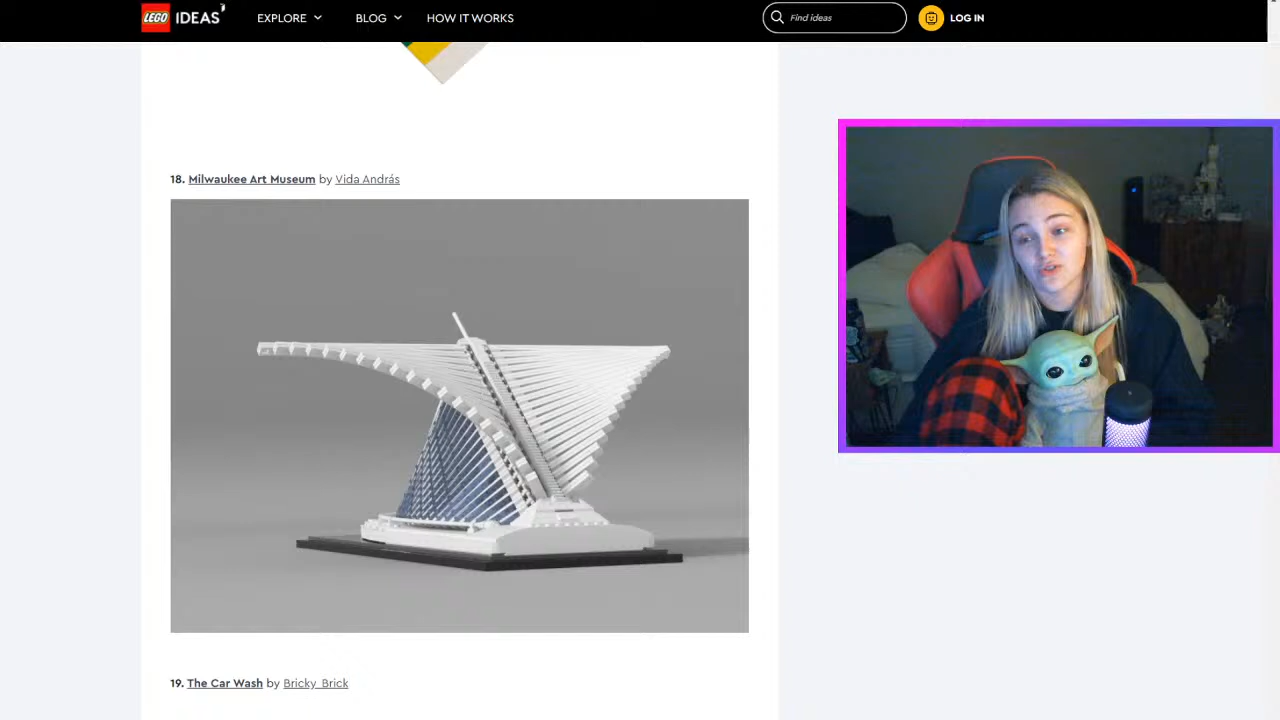 LEGO IDEAS
EXPLORE
BLOG
HOW IT WORKS
Find ideas
LOG IN
18. Milwaukee Art Museum by Vida András
19. The Car Wash by Bricky_Brick